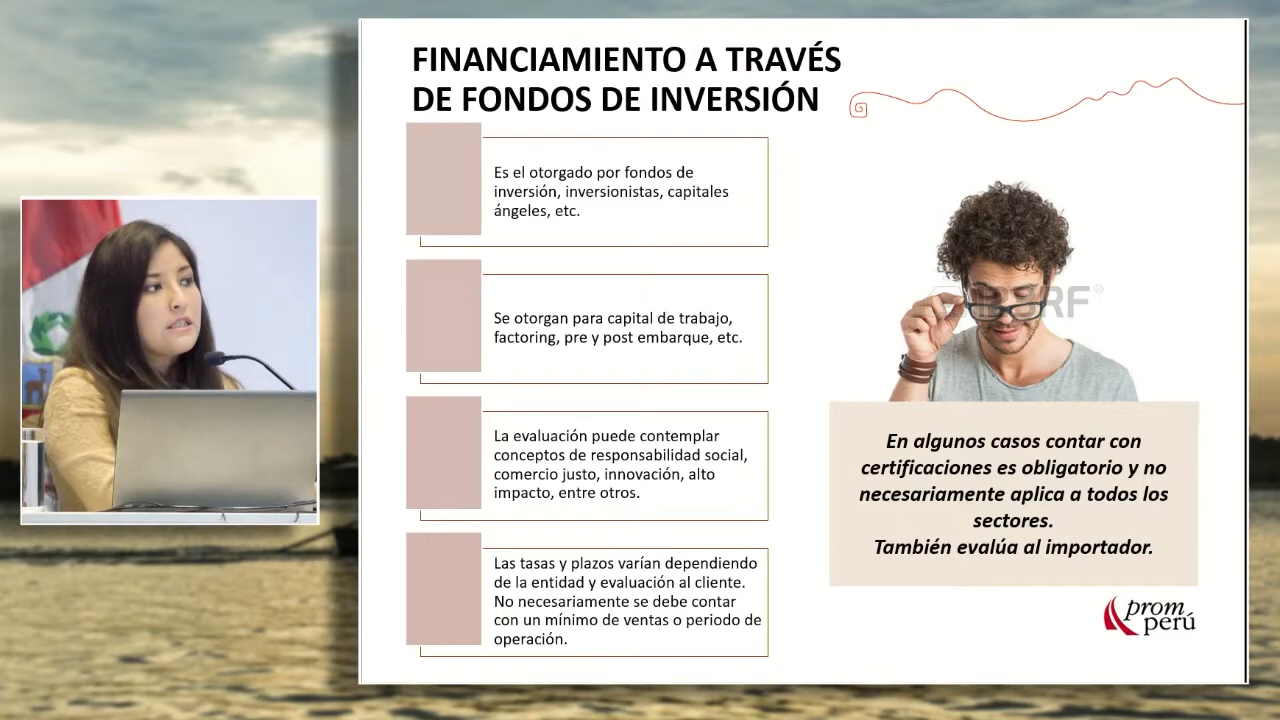 FINANCIAMIENTO A TRAVÉS
DE FONDOS DE INVERSIÓN
Es el otorgado por fondos de
inversión, inversionistas, capitales
ángeles, etc.
Se otorgan para capital de trabajo,
factoring, pre y post embarque, etc.
La evaluación puede contemplar
conceptos de responsabilidad social,
comercio justo, innovación, alto
impacto, entre otros.
Las tasas y plazos varían dependiendo
de la entidad y evaluación al cliente.
No necesariamente se debe contar
con un mínimo de ventas o periodo de
operación.
En algunos casos contar con
certificaciones es obligatorio y no
necesariamente aplica a todos los
sectores.
También evalúa al importador.
prom
perú